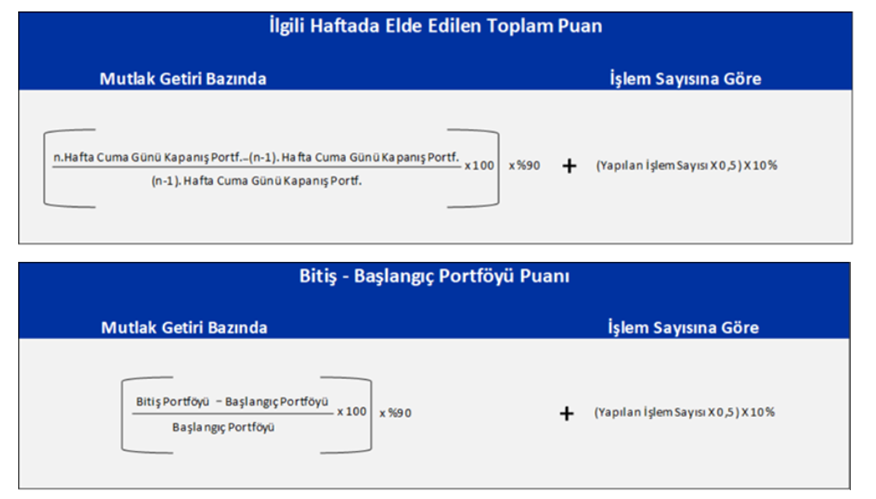 İlgili Haftada Elde Edilen Toplam Puan
Mutlak Getiri Bazında
İşlem Sayısına Göre
n.Hafta Cuma Günü Kapanış Portf.–(n-1). Hafta Cuma Günü Kapanış Portf.
(n-1). Hafta Cuma Günü Kapanış Portf.
x100
x %90
+
(Yapılan İşlem Sayısı X 0,5) X 10%
Bitiş - Başlangıç Portföyü Puanı
Mutlak Getiri Bazında
İşlem Sayısına Göre
Bitiş Portföyü – Başlangıç Portföyü
Başlangıç Portföyü
x 100
x %90
+
(Yapılan İşlem Sayısı X 0,5) X 10%